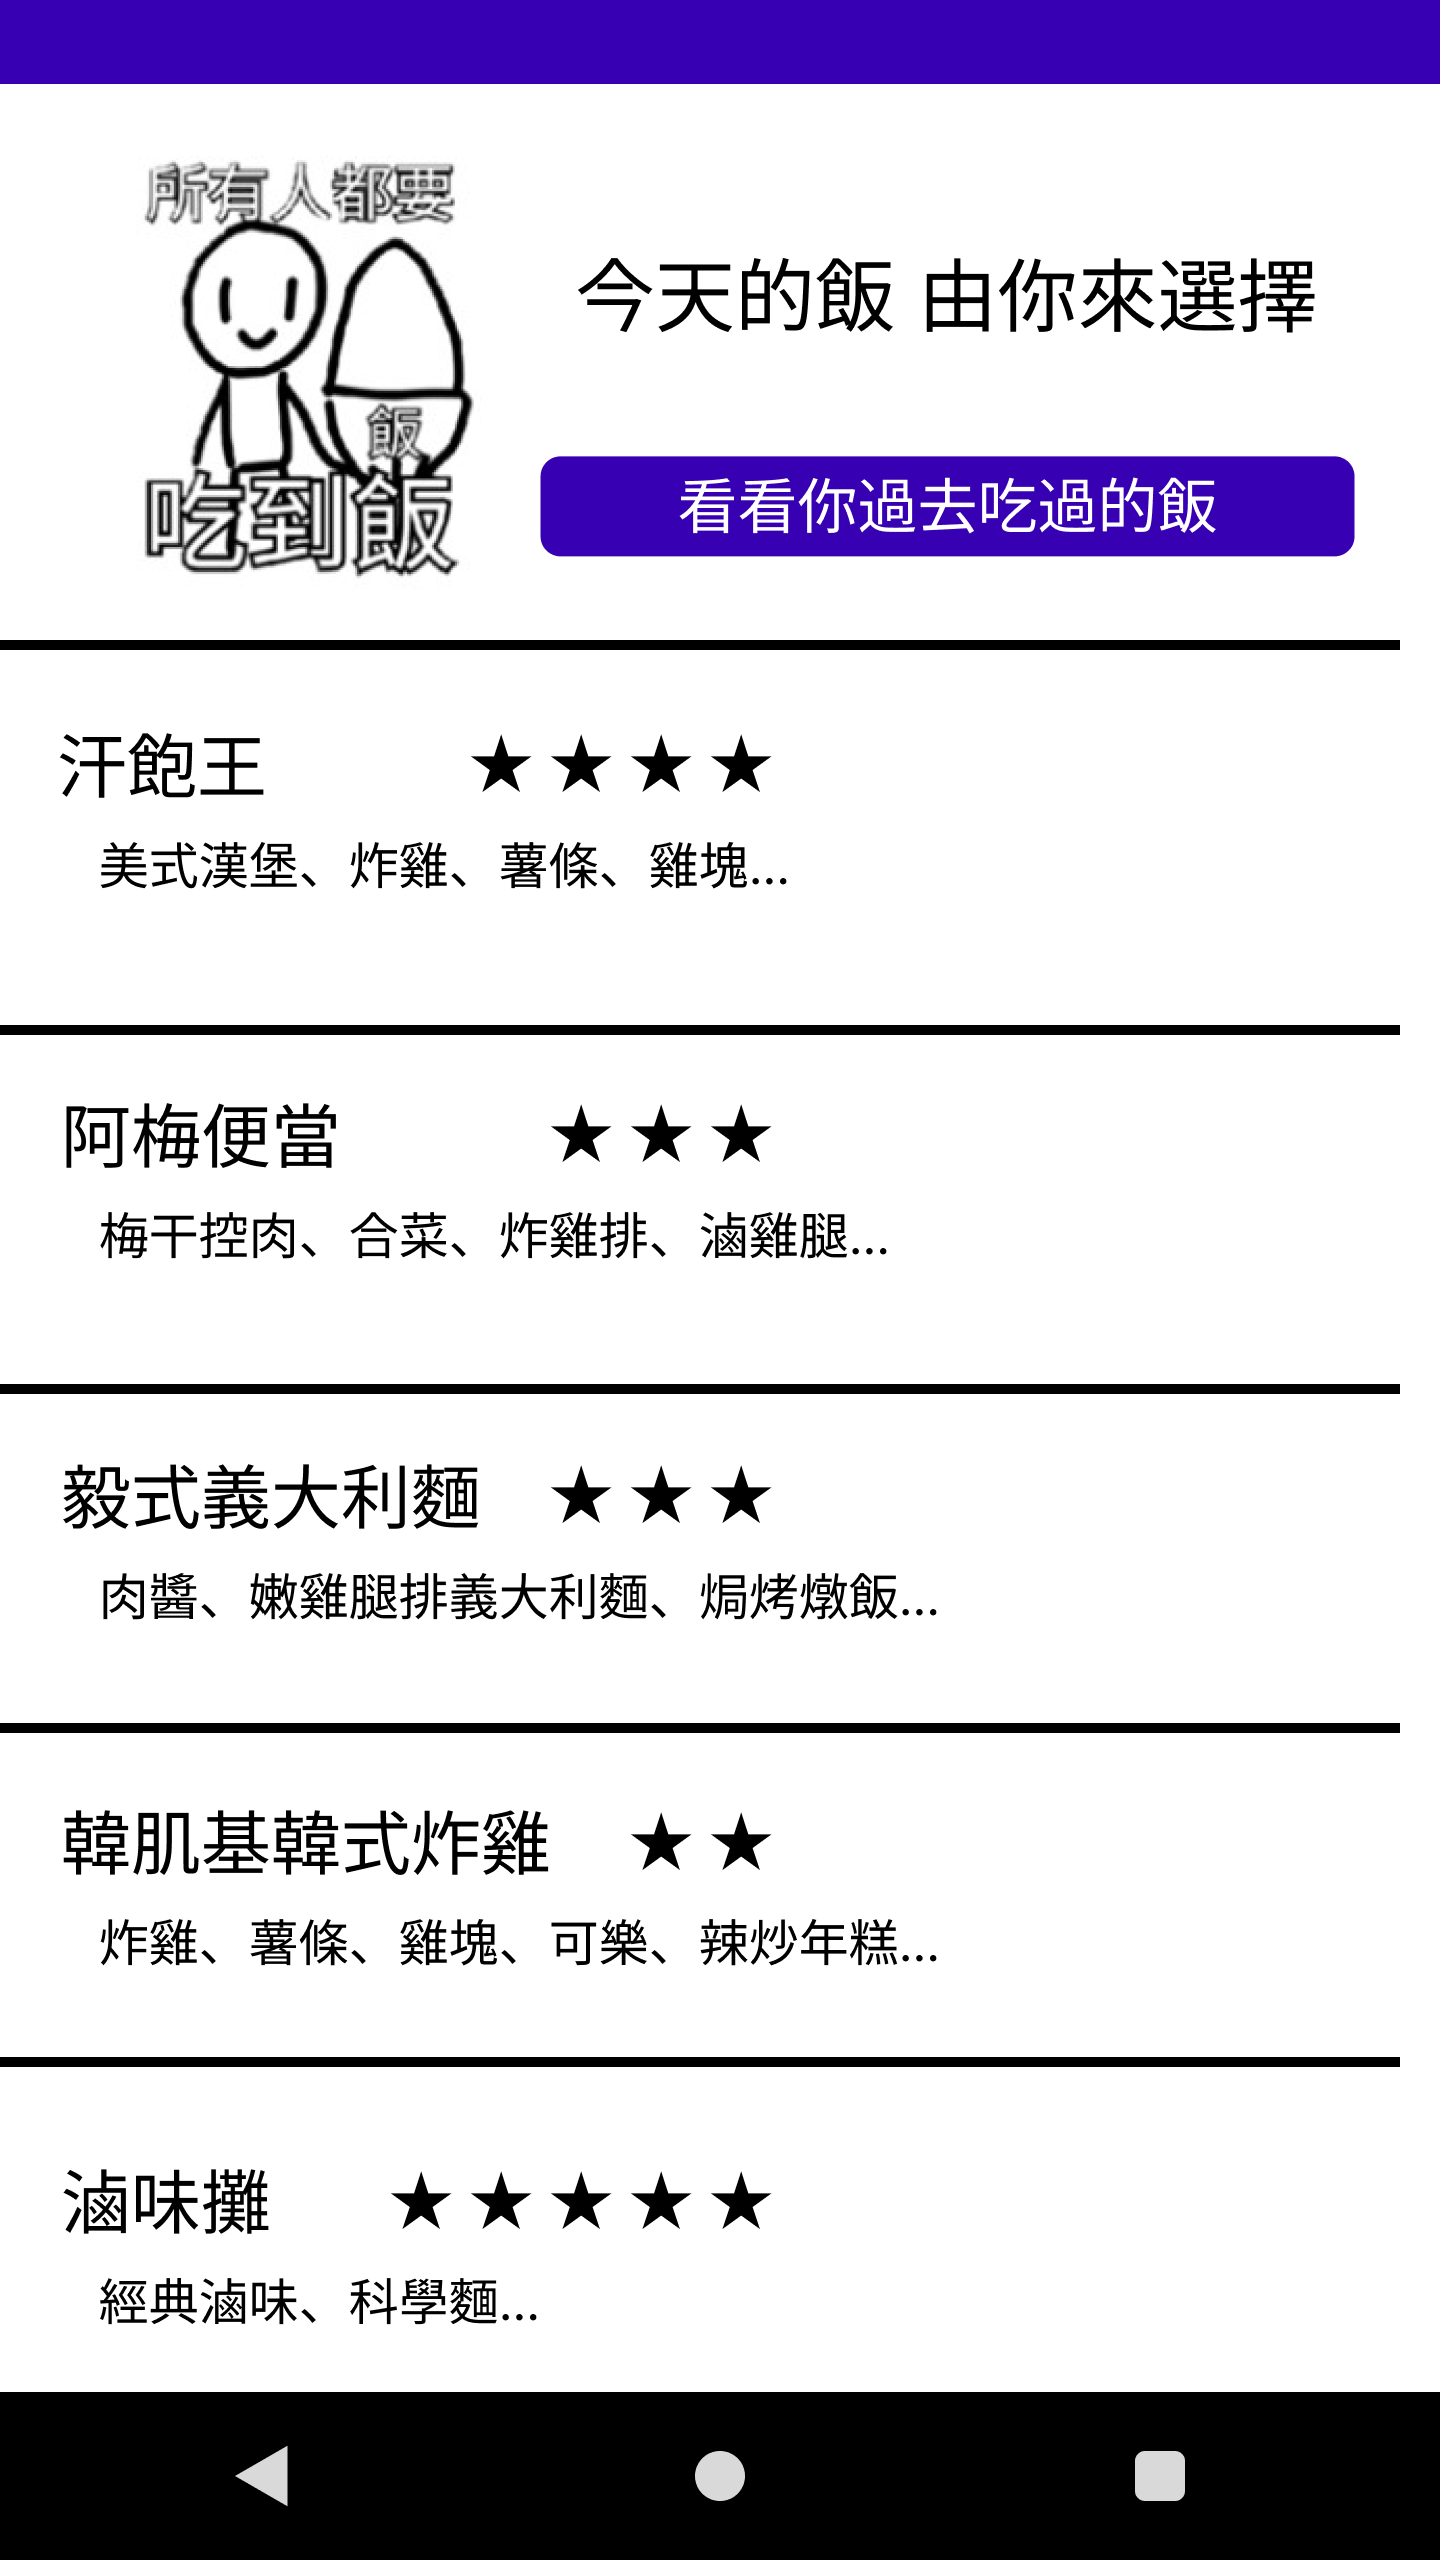 所有人都要
飯
吃到飯
今天的飯 由你來選擇
看看你過去吃過的飯
汗飽王 ★★★★
美式漢堡、炸雞、薯條、雞塊...
阿梅便當 ★★★
梅干控肉、合菜、炸雞排、滷雞腿...
毅式義大利麵 ★★★
肉醬、嫩雞腿排義大利麵、焗烤燉飯...
韓肌基韓式炸雞 ★★
炸雞、薯條、雞塊、可樂、辣炒年糕...
滷味攤 ★★★★★
經典滷味、科學麵...